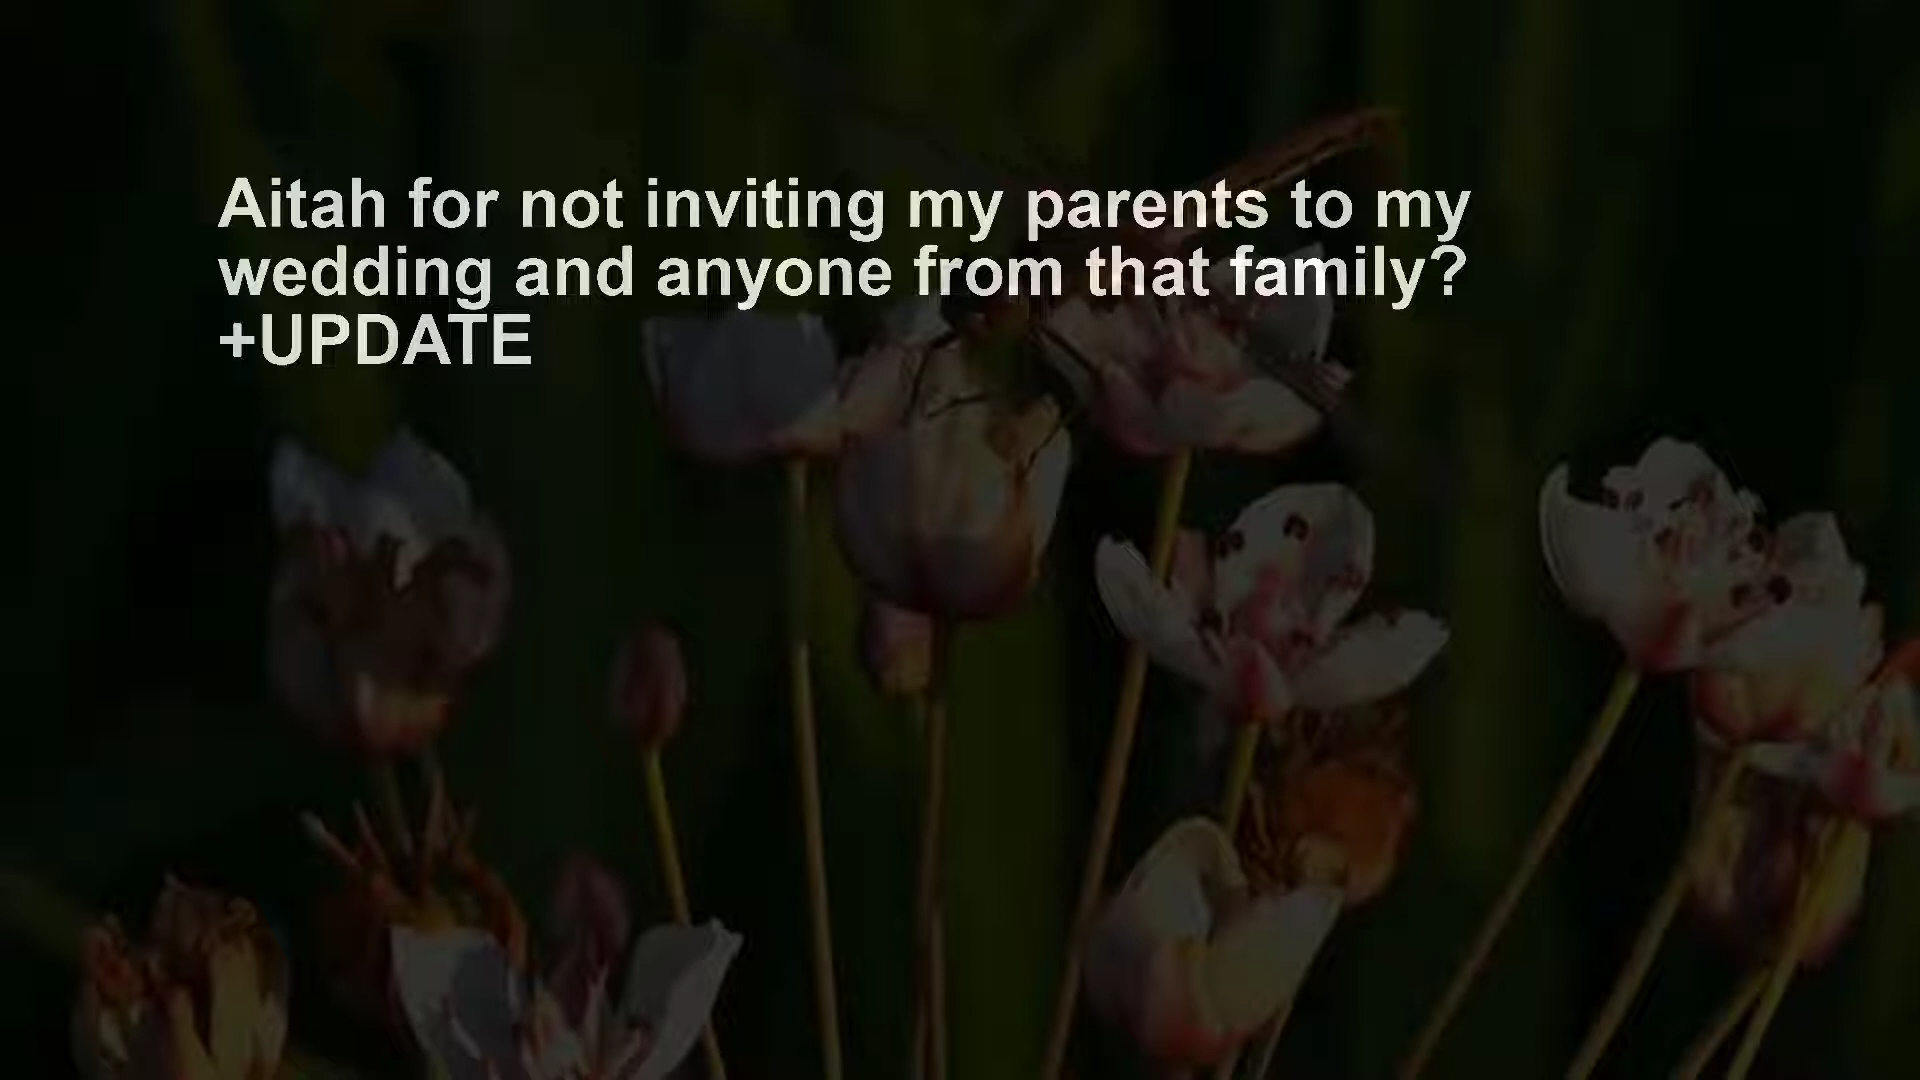 Aitah for not inviting my parents to my
wedding and anyone from that family?
+UPDATE